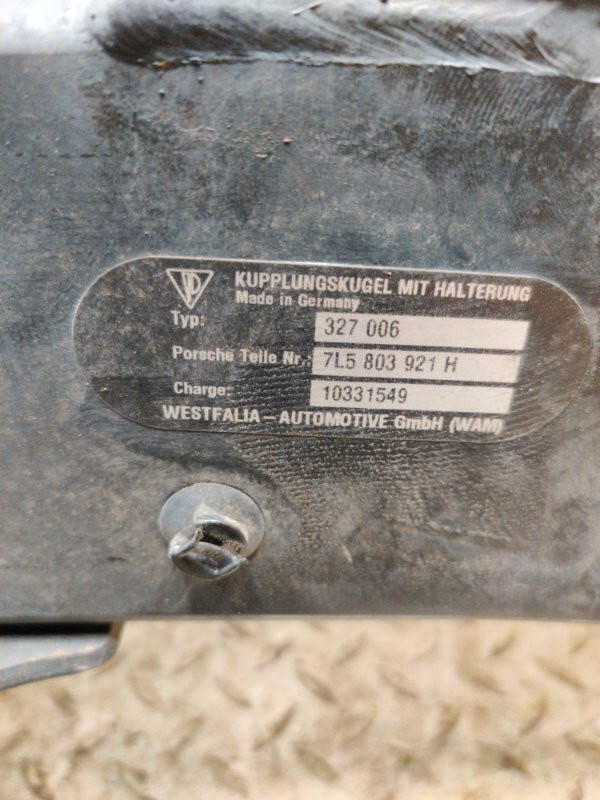 KUPPLUNGSKUGEL MIT HALTERUNG
Made in Germany
Typ: 327 006
Porsche Teile Nr.: 7L5 803 921 H
Charge: 10331549
WESTFALIA – AUTOMOTIVE GmbH (WAM)